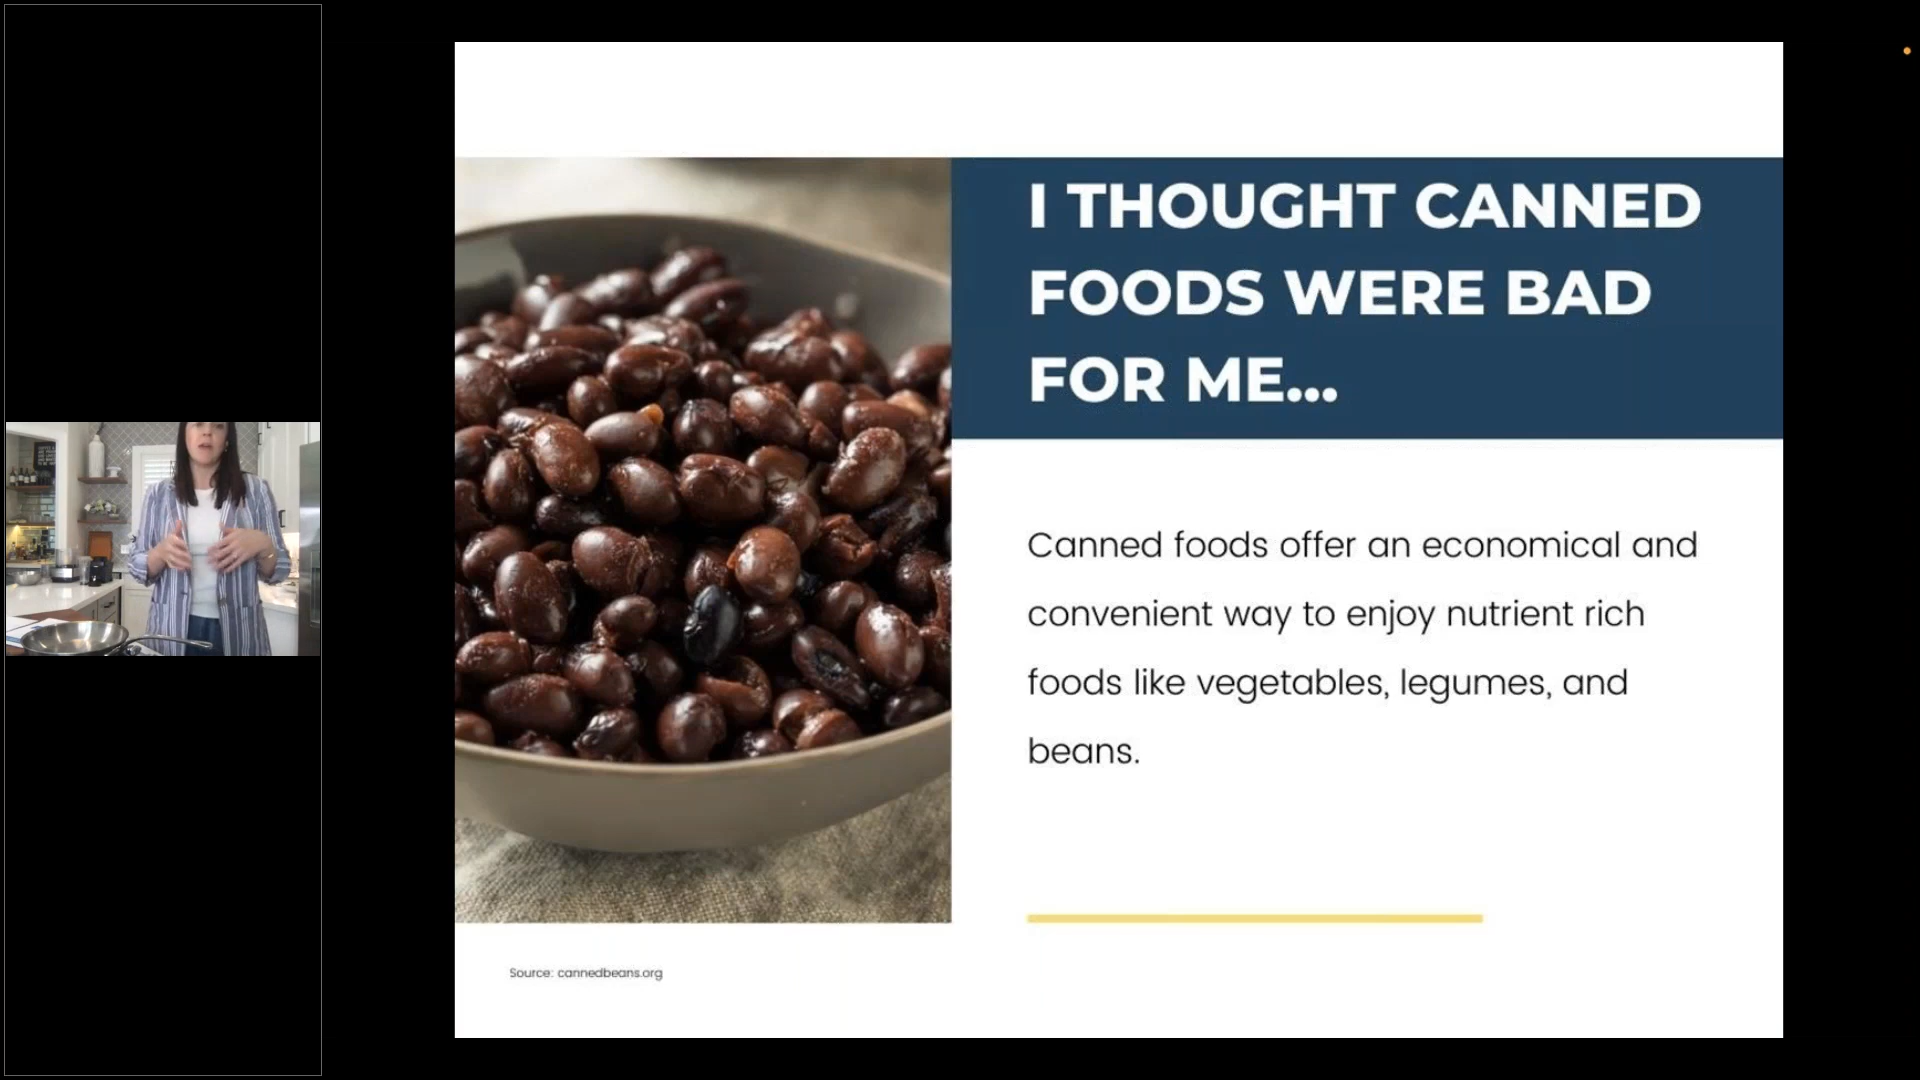 I THOUGHT CANNED
FOODS WERE BAD
FOR ME...
Canned foods offer an economical and
convenient way to enjoy nutrient rich
foods like vegetables, legumes, and
beans.
Source: cannedbeans.org